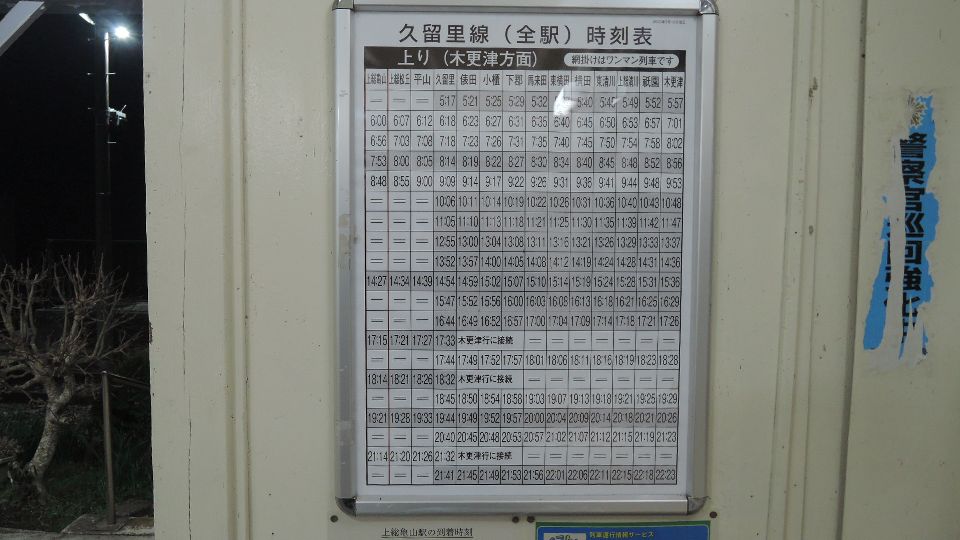 久留里線（全駅）時刻表
上り（木更津方面） 網掛けはワンマン列車です
上総亀山 上総松丘 平山 久留里 俵田 小櫃 下郡 馬来田 東横田 横田 東清川 上総清川 祇園 木更津
＝ ＝ ＝ 5:17 5:21 5:25 5:29 5:32 5:40 5:49 5:52 5:57
6:00 6:07 6:12 6:18 6:23 6:27 6:31 6:35 6:40 6:45 6:50 6:53 6:57 7:01
6:56 7:03 7:08 7:18 7:23 7:26 7:31 7:35 7:40 7:45 7:50 7:54 7:58 8:02
7:53 8:00 8:05 8:14 8:19 8:22 8:27 8:30 8:34 8:40 8:45 8:48 8:52 8:56
8:48 8:55 9:00 9:09 9:14 9:17 9:22 9:26 9:31 9:36 9:41 9:44 9:48 9:53
＝ ＝ ＝ 10:06 10:11 10:14 10:19 10:22 10:26 10:31 10:36 10:40 10:43 10:48
＝ ＝ ＝ 11:05 11:10 11:13 11:18 11:21 11:25 11:30 11:35 11:39 11:42 11:47
＝ ＝ ＝ 12:55 13:00 13:04 13:08 13:11 13:16 13:21 13:26 13:29 13:33 13:37
＝ ＝ ＝ 13:52 13:57 14:00 14:05 14:08 14:12 14:19 14:24 14:28 14:31 14:36
14:27 14:34 14:39 14:54 14:59 15:02 15:07 15:10 15:14 15:19 15:24 15:28 15:31 15:36
＝ ＝ ＝ 15:47 15:52 15:56 16:00 16:03 16:08 16:13 16:18 16:21 16:25 16:29
＝ ＝ ＝ 16:44 16:49 16:52 16:57 17:00 17:04 17:09 17:14 17:18 17:21 17:26
17:15 17:21 17:27 17:33 木更津行に接続 ＝ ＝ ＝ ＝ ＝ ＝ ＝
＝ ＝ ＝ 17:44 17:49 17:52 17:57 18:01 18:06 18:11 18:16 18:19 18:23 18:28
18:14 18:21 18:26 18:32 木更津行に接続 ＝ ＝ ＝ ＝ ＝ ＝ ＝
＝ ＝ ＝ 18:45 18:50 18:54 18:58 19:03 19:07 19:13 19:18 19:21 19:25 19:29
19:21 19:28 19:33 19:44 19:49 19:52 19:57 20:00 20:04 20:09 20:14 20:18 20:21 20:26
＝ ＝ ＝ 20:40 20:45 20:48 20:53 20:57 21:02 21:07 21:12 21:15 21:19 21:23
21:14 21:20 21:26 21:32 木更津行に接続 ＝ ＝ ＝ ＝ ＝ ＝ ＝
＝ ＝ ＝ 21:41 21:45 21:49 21:53 21:56 22:01 22:06 22:11 22:15 22:18 22:23
上総亀山駅の到着時刻
列車運行情報サービス
警察官巡回強化